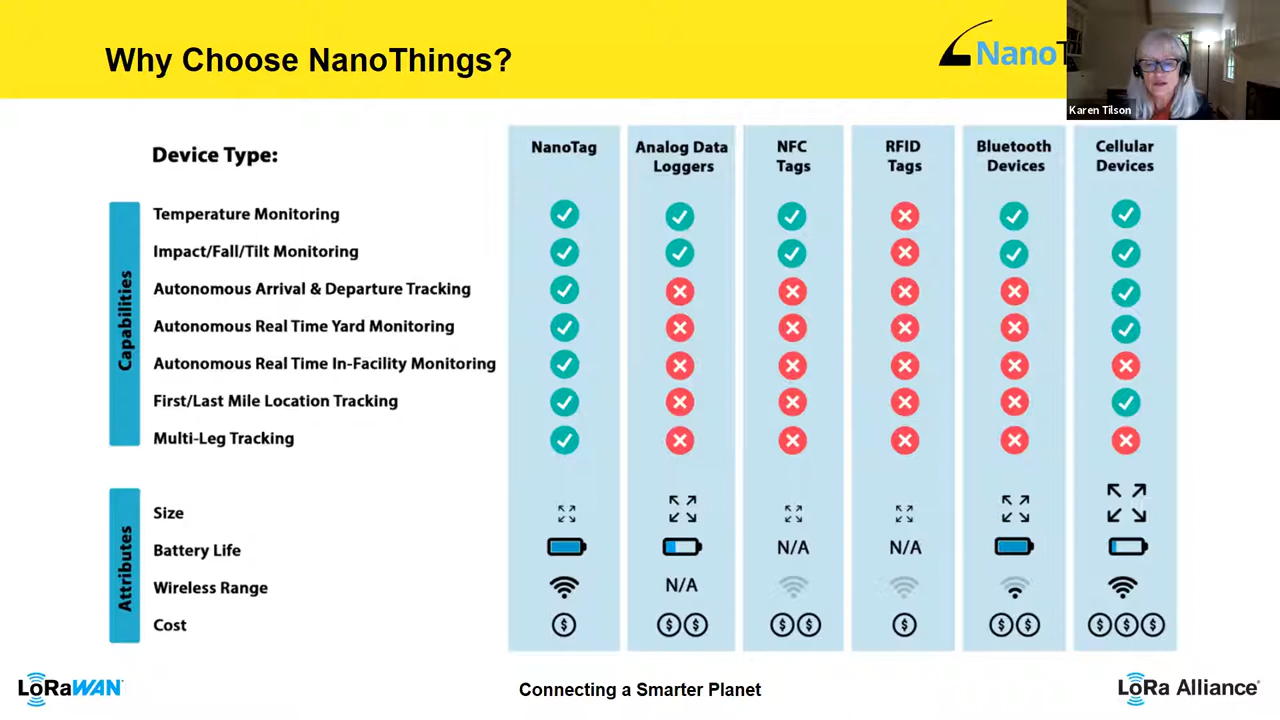 Why Choose NanoThings?
Karen Tilson
Device Type:
NanoTag
Analog Data
Loggers
NFC
Tags
RFID
Tags
Bluetooth
Devices
Cellular
Devices
Capabilities
Temperature Monitoring
Impact/Fall/Tilt Monitoring
Autonomous Arrival & Departure Tracking
Autonomous Real Time Yard Monitoring
Autonomous Real Time In-Facility Monitoring
First/Last Mile Location Tracking
Multi-Leg Tracking
Attributes
Size
Battery Life
N/A
N/A
Wireless Range
N/A
Cost
$ $ $ $ $ $ $ $ $ $ $
LoRaWAN
Connecting a Smarter Planet
LoRa Alliance®